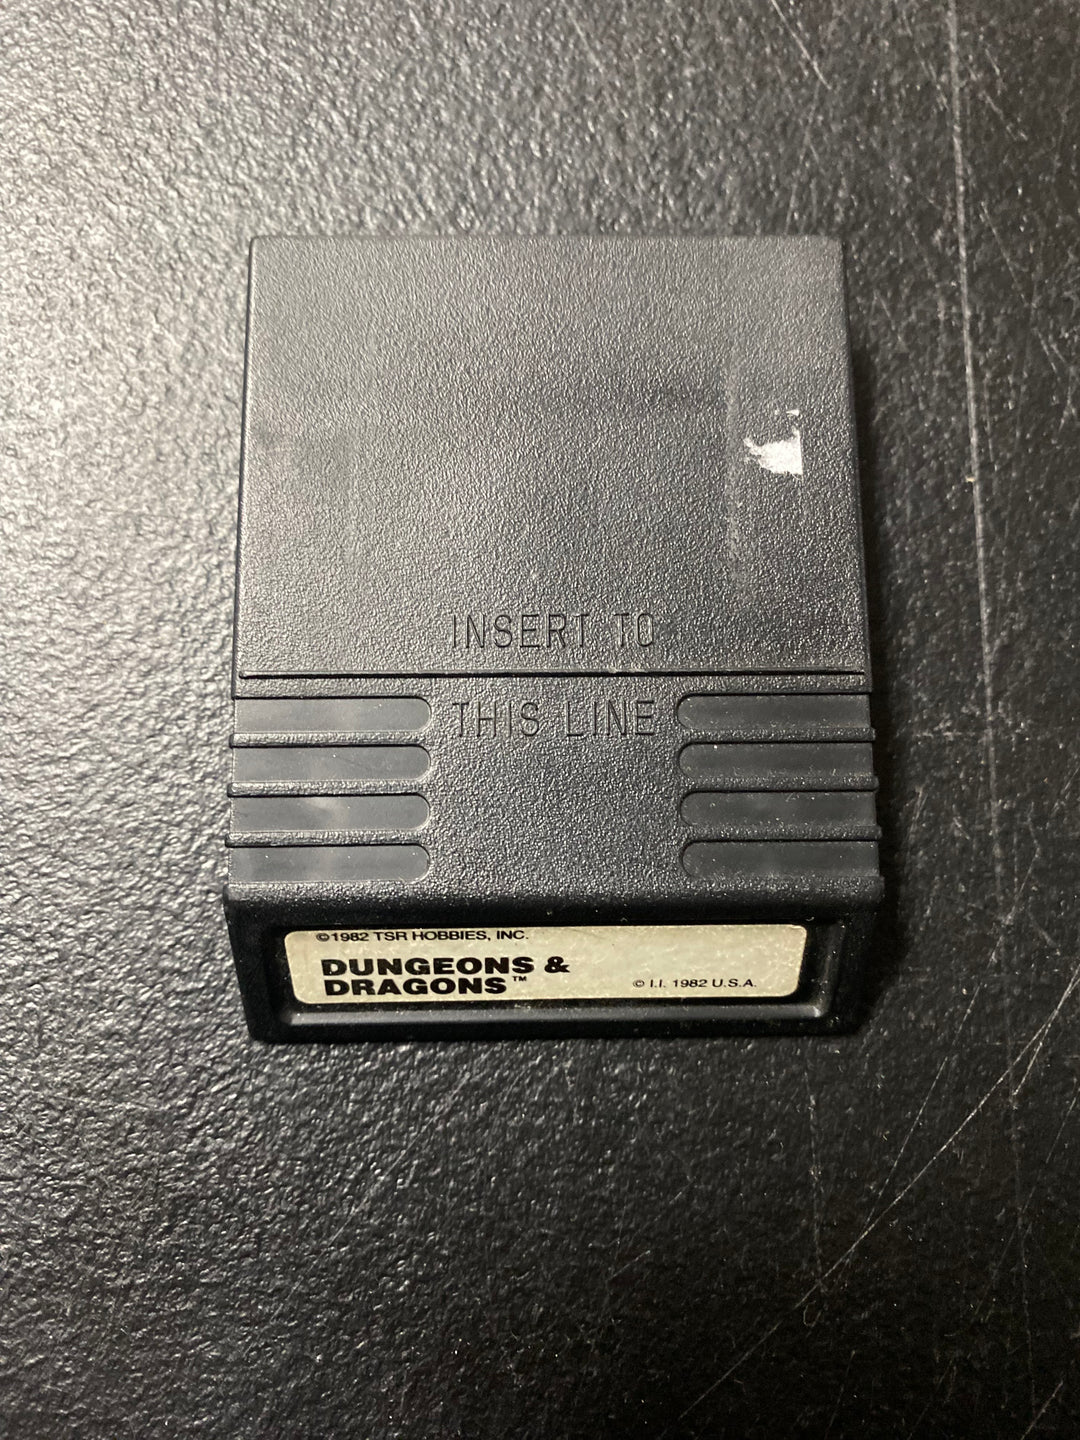 INSERT TO
THIS LINE
©1982 TSR HOBBIES, INC.
DUNGEONS &
DRAGONS™
© I.I. 1982 U.S.A.